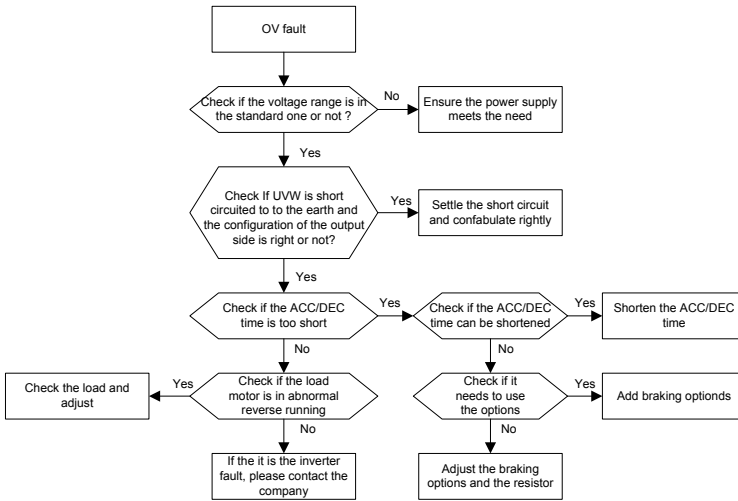 OV fault
Check if the voltage range is in
the standard one or not ?
No
Ensure the power supply
meets the need
Yes
Check If UVW is short
circuited to to the earth and
the configuration of the output
side is right or not?
Yes
Settle the short circuit
and confabulate rightly
Yes
Check if the ACC/DEC
time is too short
Yes
Check if the ACC/DEC
time can be shortened
Yes
Shorten the ACC/DEC
time
No
No
Check the load and
adjust
Yes
Check if the load
motor is in abnormal
reverse running
Check if it
needs to use
the options
Yes
Add braking optionds
No
No
If the it is the inverter
fault, please contact the
company
Adjust the braking
options and the resistor